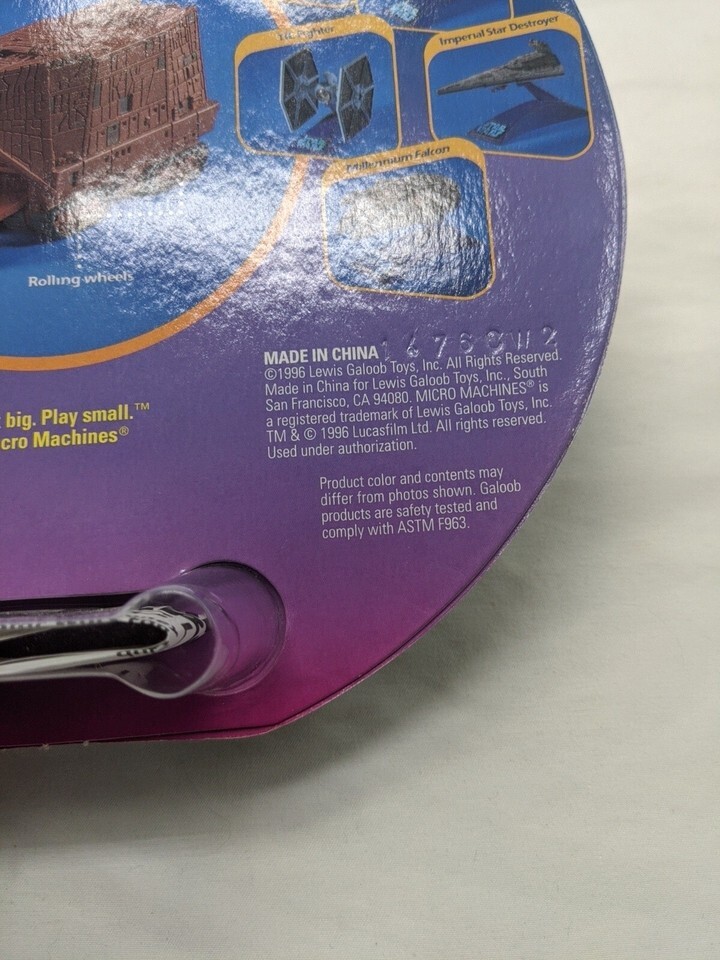 TIE Fighter
Imperial Star Destroyer
Millennium Falcon
Rolling wheels
big. Play small.™
cro Machines®
MADE IN CHINA
©1996 Lewis Galoob Toys, Inc. All Rights Reserved.
Made in China for Lewis Galoob Toys, Inc., South
San Francisco, CA 94080. MICRO MACHINES® is
a registered trademark of Lewis Galoob Toys, Inc.
TM & © 1996 Lucasfilm Ltd. All rights reserved.
Used under authorization.
Product color and contents may
differ from photos shown. Galoob
products are safety tested and
comply with ASTM F963.